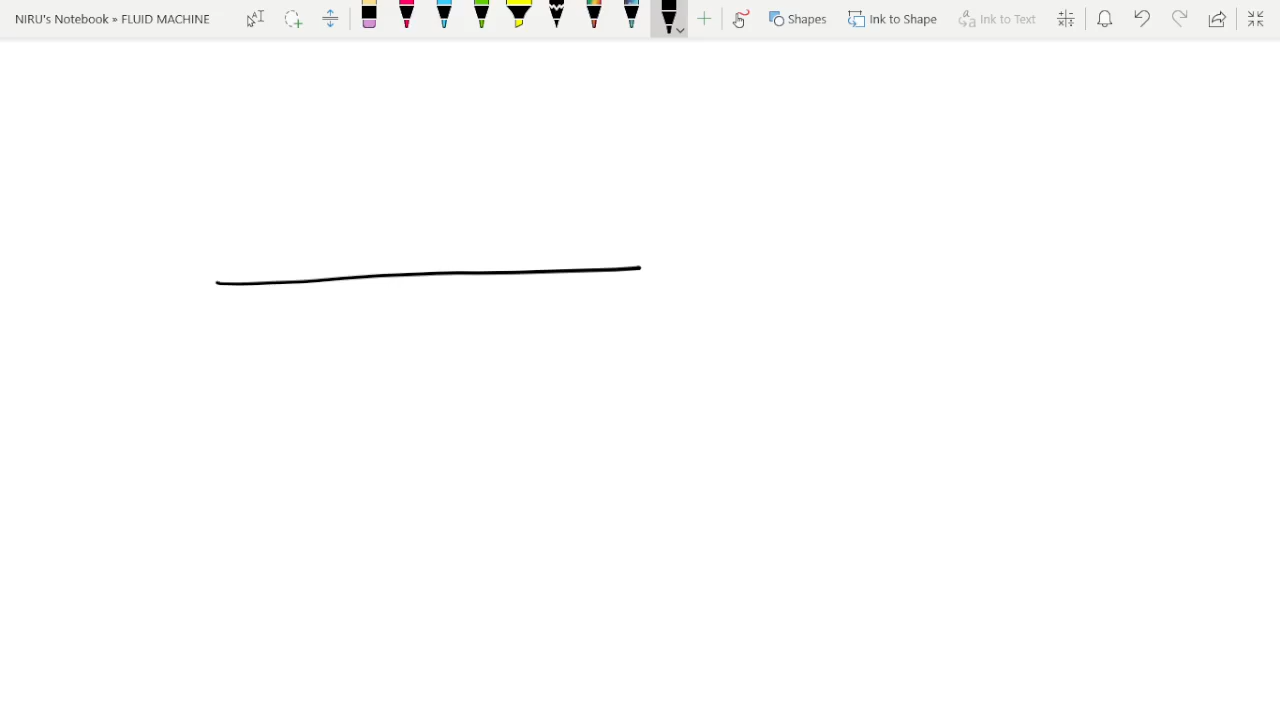 NIRU's Notebook » FLUID MACHINE
Shapes
Ink to Shape
Ink to Text